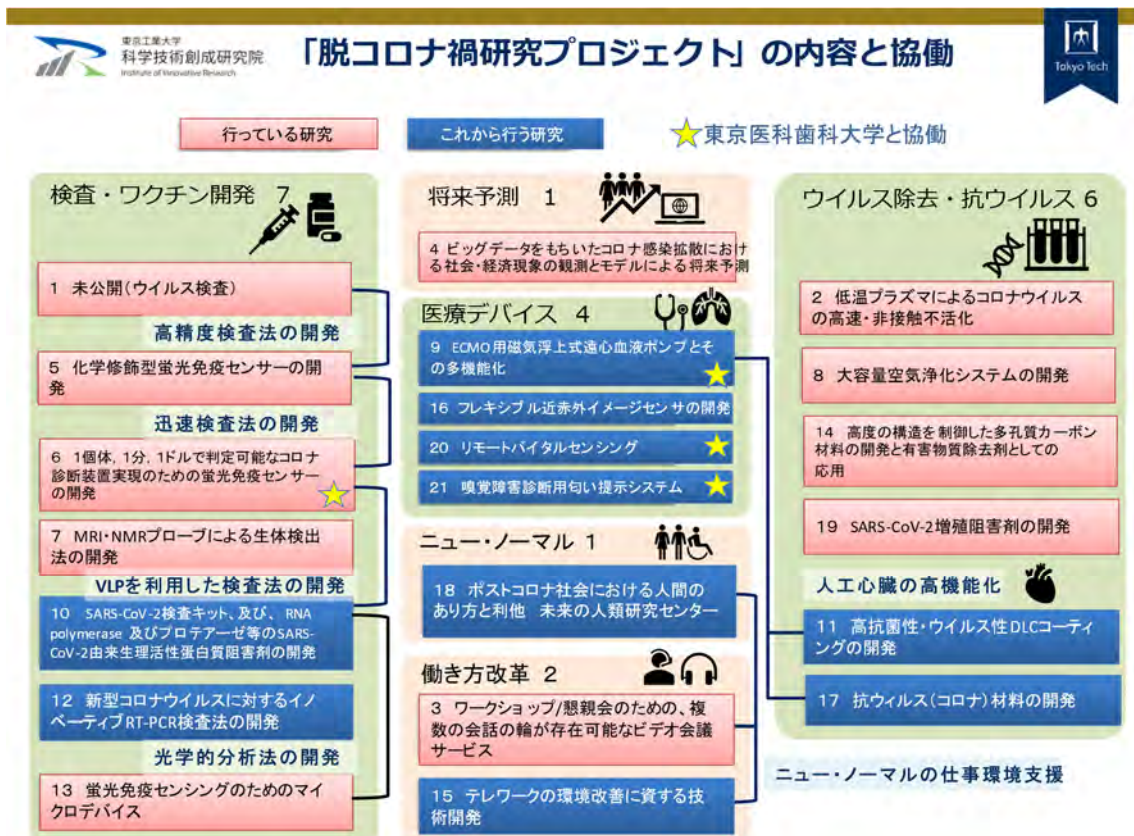 東京工業大学
科学技術創成研究院
Institute of Innovative Research
「脱コロナ禍研究プロジェクト」の内容と協働
Tokyo Tech
行っている研究
これから行う研究
東京医科歯科大学と協働
検査・ワクチン開発 7
1 未公開(ウイルス検査)
高精度検査法の開発
5 化学修飾型蛍光免疫センサーの開
発
迅速検査法の開発
6 1個体, 1分, 1ドルで判定可能なコロナ
診断装置実現のための蛍光免疫センサー
の開発
7 MRI・NMRプローブによる生体検出
法の開発
VLPを利用した検査法の開発
10 SARS-CoV-2検査キット、及び、 RNA
polymerase 及びプロテアーゼ等のSARS-
CoV-2由来生理活性蛋白質阻害剤の開発
12 新型コロナウイルスに対するイノ
ベーティブRT-PCR検査法の開発
光学的分析法の開発
13 蛍光免疫センシングのためのマイ
クロデバイス
将来予測 1
4 ビッグデータをもちいたコロナ感染拡散におけ
る社会・経済現象の観測とモデルによる将来予測
医療デバイス 4
9 ECMO用磁気浮上式遠心血液ポンプとそ
の多機能化
16 フレキシブル近赤外イメージセンサの開発
20 リモートバイタルセンシング
21 嗅覚障害診断用匂い提示システム
ニュー・ノーマル 1
18 ポストコロナ社会における人間の
あり方と利他 未来の人類研究センター
働き方改革 2
3 ワークショップ/懇親会のための、複
数の会話の輪が存在可能なビデオ会議
サービス
15 テレワークの環境改善に資する技
術開発
ウイルス除去・抗ウイルス 6
2 低温プラズマによるコロナウイルス
の高速・非接触不活化
8 大容量空気浄化システムの開発
14 高度の構造を制御した多孔質カーボン
材料の開発と有害物質除去剤としての
応用
19 SARS-CoV-2増殖阻害剤の開発
人工心臓の高機能化
11 高抗菌性・ウイルス性DLCコーティ
ングの開発
17 抗ウィルス(コロナ)材料の開発
ニュー・ノーマルの仕事環境支援